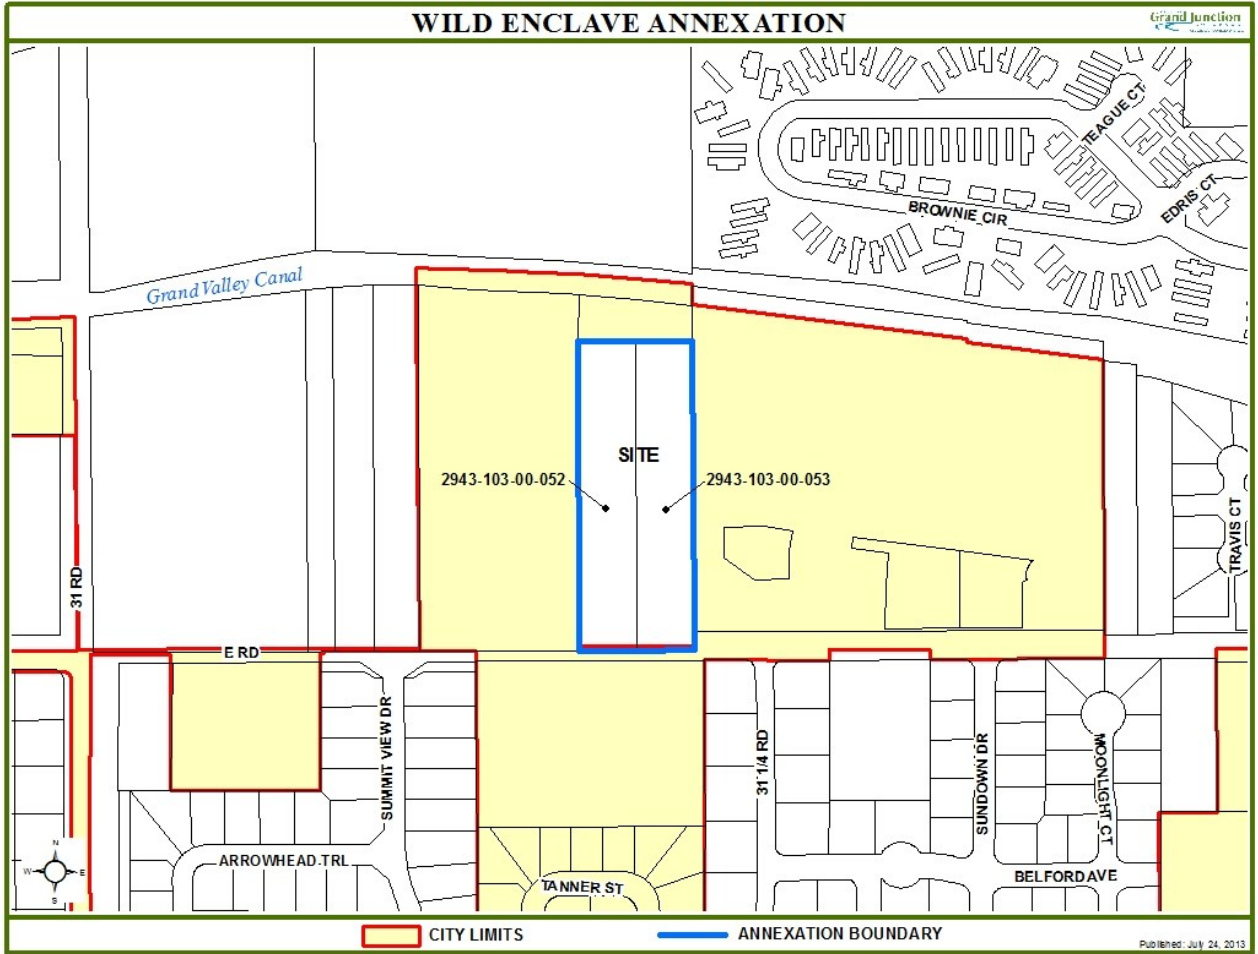 WILD ENCLAVE ANNEXATION
Grand Junction
TEAGUE CT
EDRIS CT
BROWNIE CIR
Grand Valley Canal
SITE
2943-103-00-052
2943-103-00-053
TRAVIS CT
31 RD
E RD
SUMMIT VIEW DR
31 1/4 RD
SUNDOWN DR
MOONLIGHT CT
ARROWHEAD TRL
TANNER ST
BELFORD AVE
N
W
E
S
CITY LIMITS
ANNEXATION BOUNDARY
Published: July 24, 2013